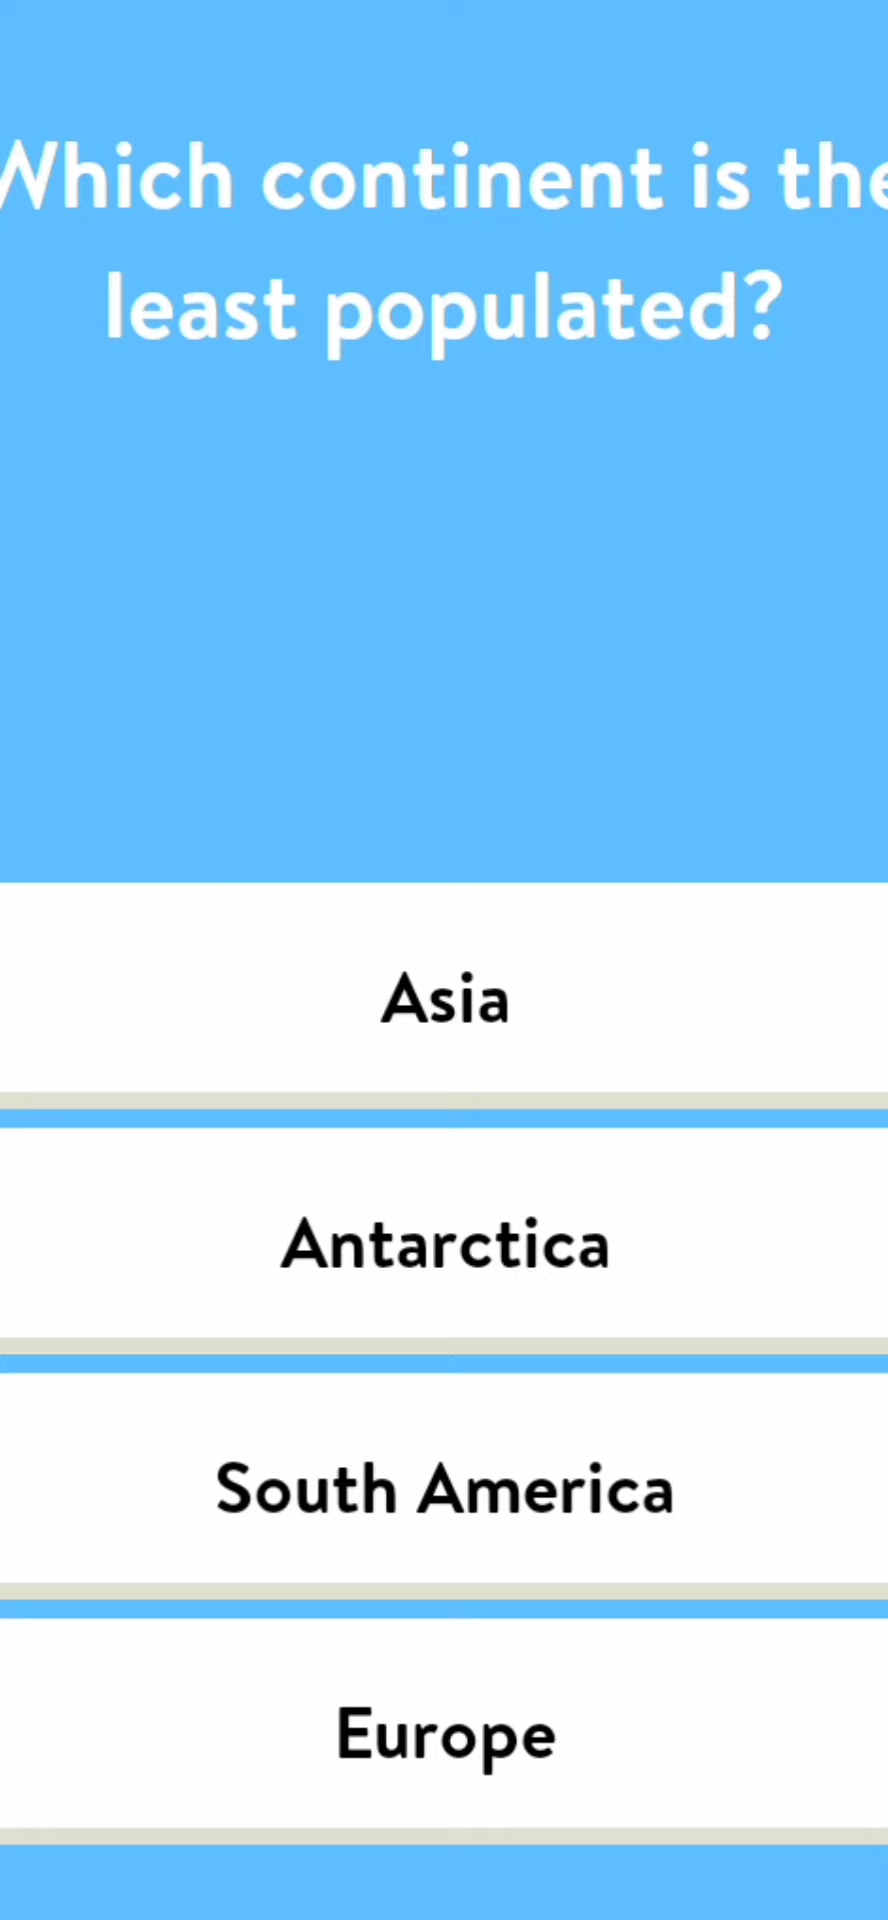 Which continent is the
least populated?
Asia
Antarctica
South America
Europe